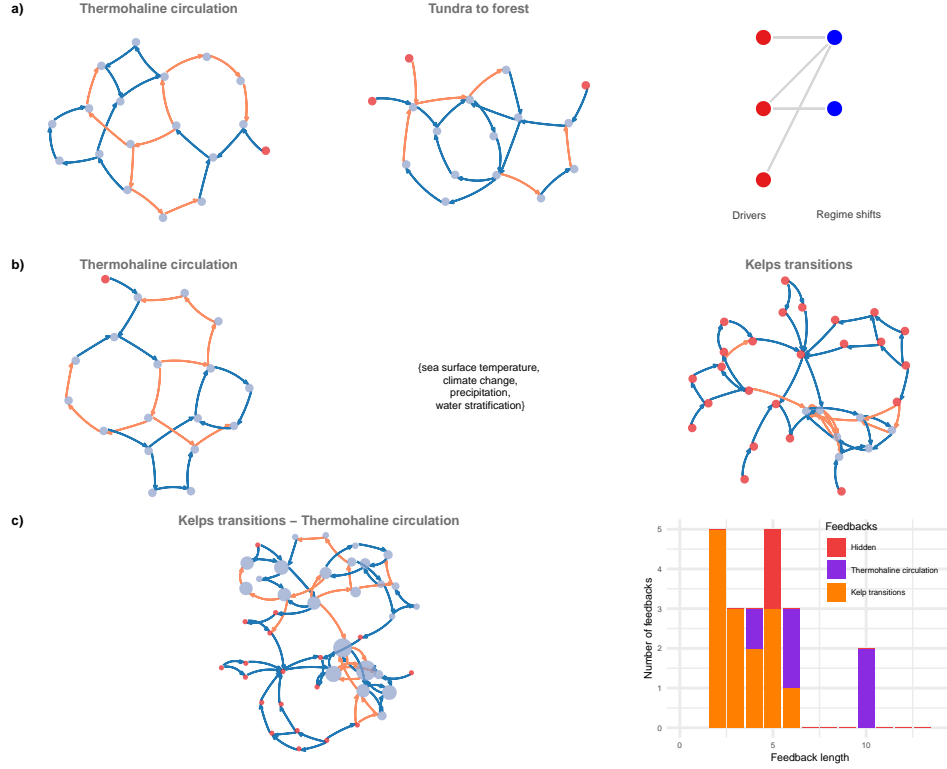 a)
Thermohaline circulation
Tundra to forest
Drivers
Regime shifts
b)
Thermohaline circulation
Kelps transitions
{sea surface temperature,
climate change,
precipitation,
water stratification}
c)
Kelps transitions – Thermohaline circulation
Feedbacks
Hidden
Thermohaline circulation
Kelp transitions
Number of feedbacks
5
4
3
2
1
0
0
5
10
Feedback length